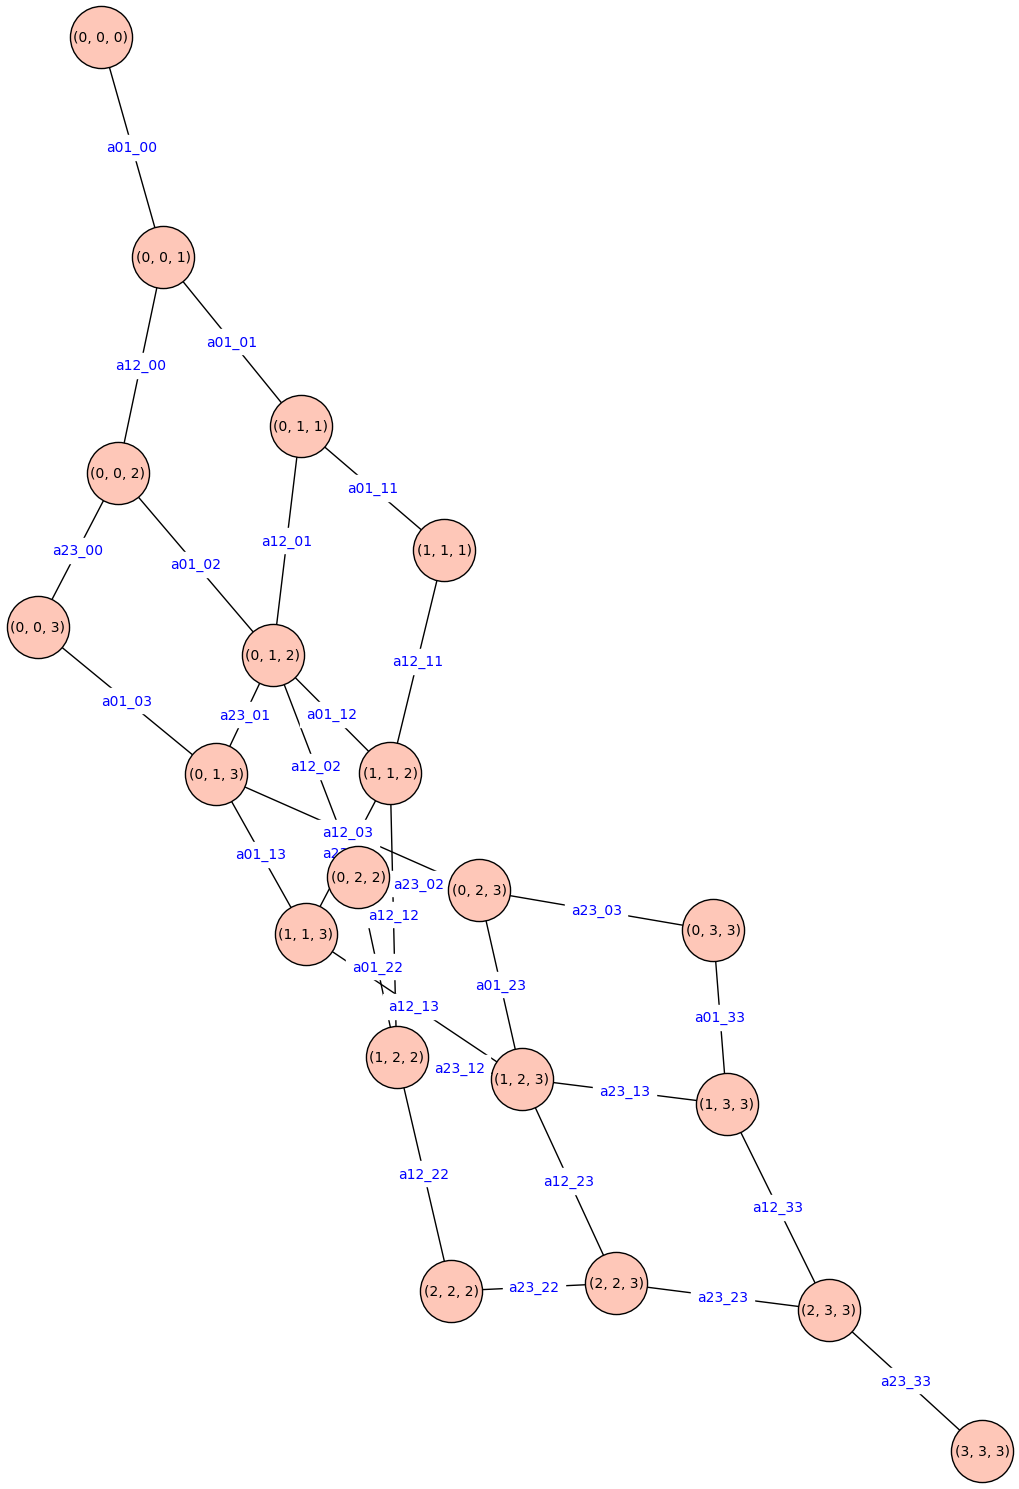 (0, 0, 0)
a01_00
(0, 0, 1)
a01_01
a12_00
(0, 1, 1)
(0, 0, 2)
a01_11
a12_01
a23_00
(1, 1, 1)
a01_02
(0, 0, 3)
(0, 1, 2)
a12_11
a01_03
a23_01
a01_12
a12_02
(0, 1, 3)
(1, 1, 2)
a12_03
a01_13
(0, 2, 2)
a23_02
(0, 2, 3)
a23_03
a12_12
(0, 3, 3)
(1, 1, 3)
a01_22
a01_23
a12_13
a01_33
(1, 2, 2)
a23_12
(1, 2, 3)
a23_13
(1, 3, 3)
a12_22
a12_23
a12_33
(2, 2, 2)
a23_22
(2, 2, 3)
a23_23
(2, 3, 3)
a23_33
(3, 3, 3)